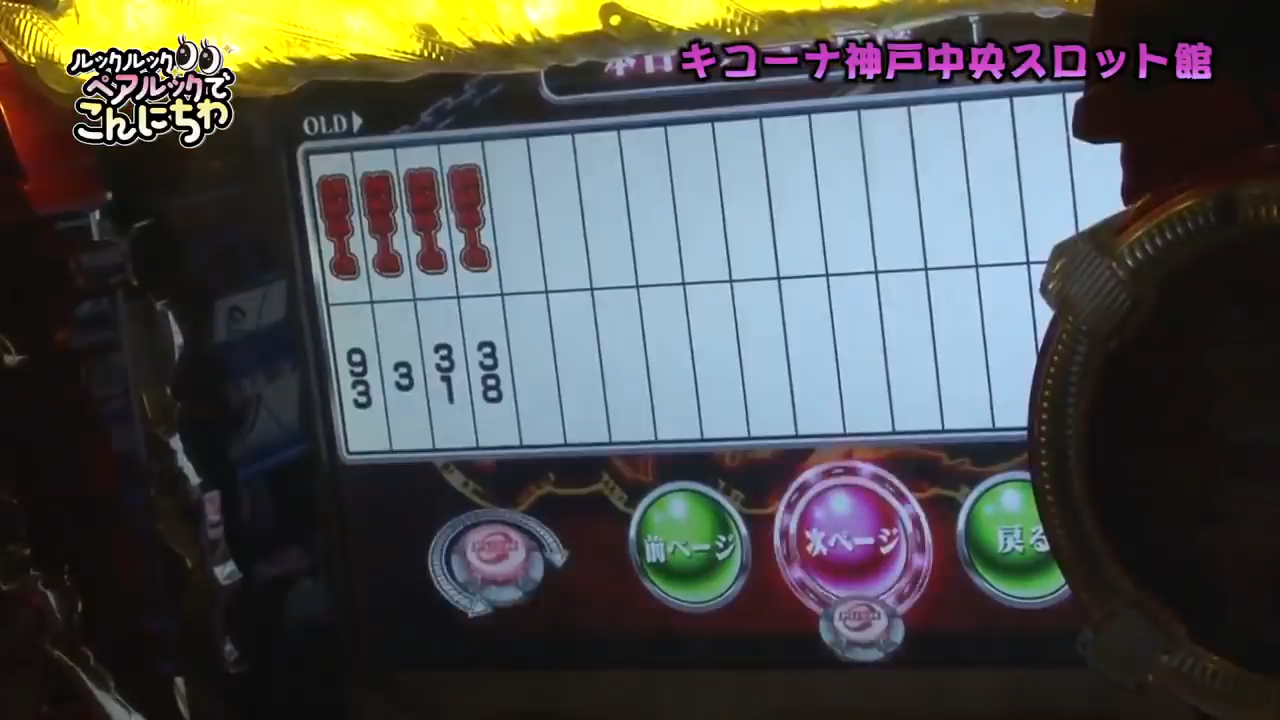 ルックルック
ペアルックで
こんにちわ
キコーナ神戸中央スロット館
OLD
93
3
31
38
前ページ
次ページ
戻る